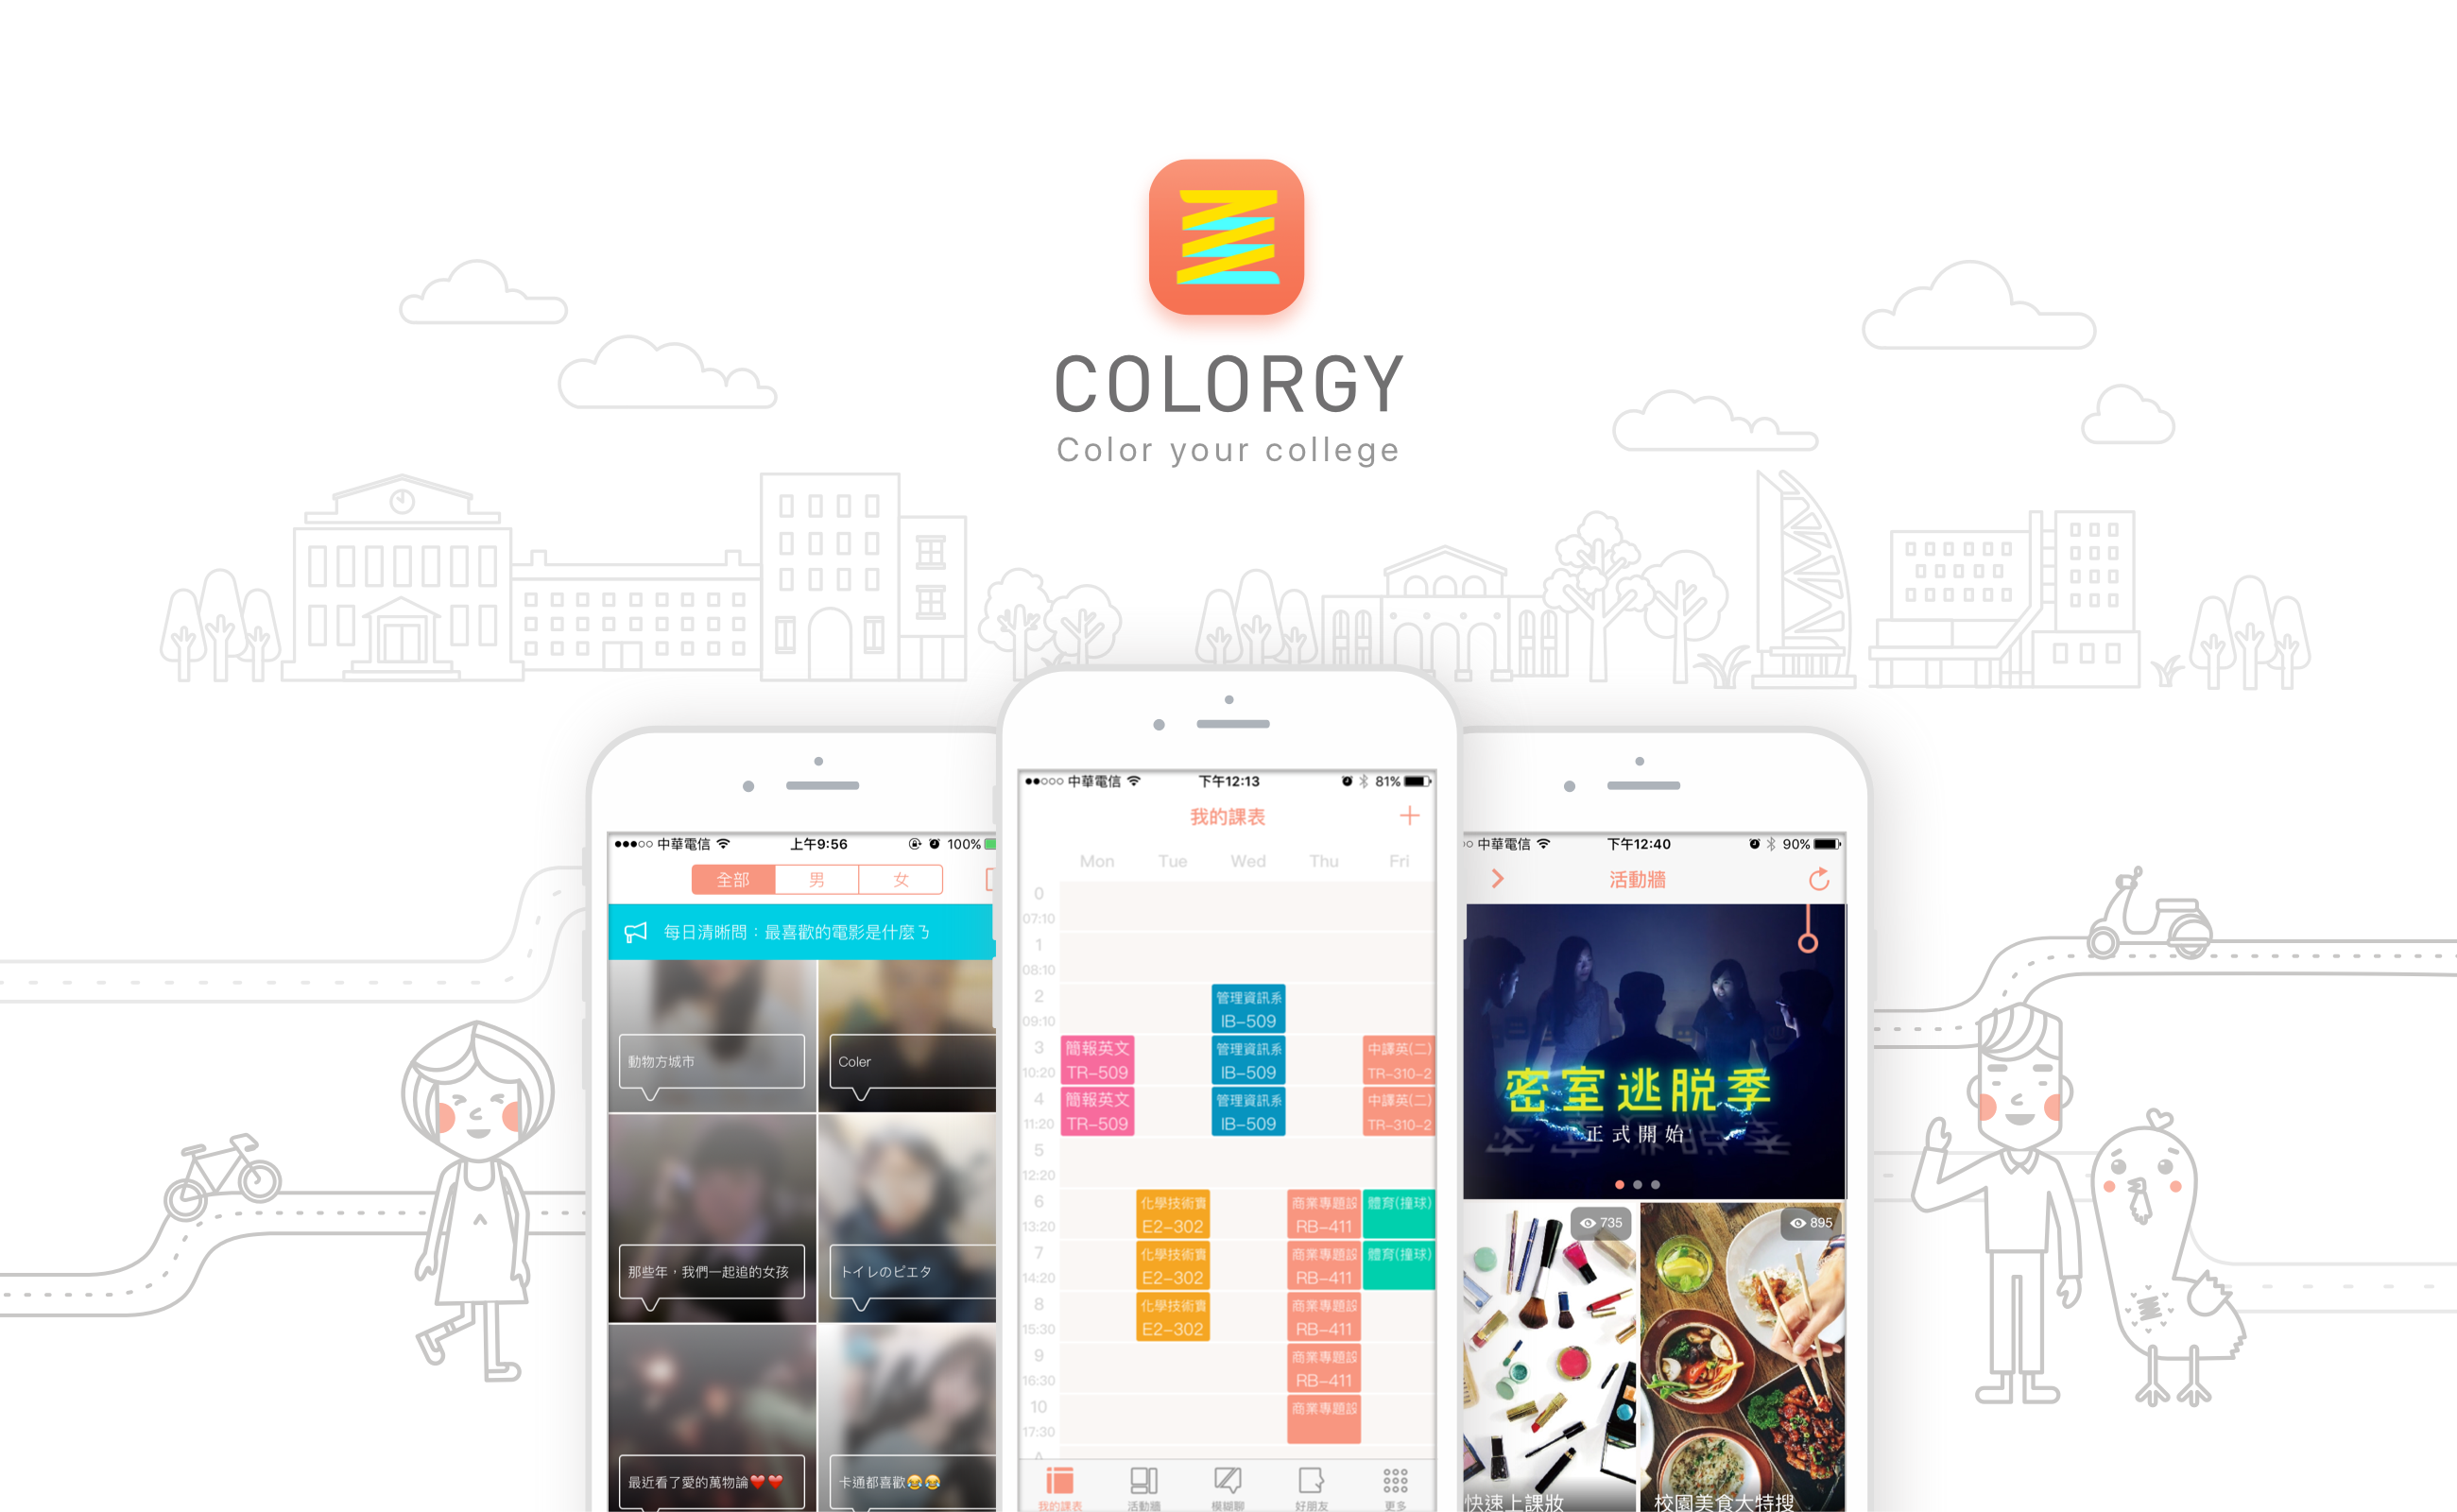 COLORGY
Color your college
中華電信
上午9:56
100%
全部
男
女
每日清晰問：最喜歡的電影是什麼ㄋ
動物方城市
Coler
那些年，我們一起追的女孩
トイレのピエタ
最近看了愛的萬物論❤️❤️
卡通都喜歡😂😂
中華電信
下午12:13
81%
我的課表
+
Mon
Tue
Wed
Thu
Fri
0
07:10
1
08:10
2
管理資訊系
09:10
IB-509
3
簡報英文
管理資訊系
中譯英(二)
10:20
TR-509
IB-509
TR-310-2
4
簡報英文
管理資訊系
中譯英(二)
11:20
TR-509
IB-509
TR-310-2
5
12:20
6
化學技術實
商業專題設
體育(撞球)
13:20
E2-302
RB-411
7
化學技術實
商業專題設
體育(撞球)
14:20
E2-302
RB-411
8
化學技術實
商業專題設
15:30
E2-302
RB-411
9
商業專題設
16:30
RB-411
10
商業專題設
17:30
我的課表
活動牆
模糊聊
好朋友
更多
中華電信
下午12:40
90%
活動牆
密室逃脫季
正式開始
735
895
快速上課妝
校園美食大特搜